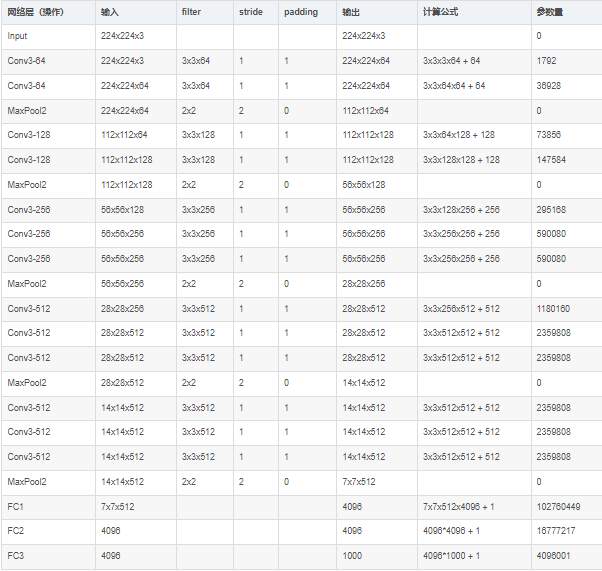 网络层（操作） 输入 filter stride padding 输出 计算公式 参数量
Input 224x224x3 224x224x3 0
Conv3-64 224x224x3 3x3x64 1 1 224x224x64 3x3x3x64 + 64 1792
Conv3-64 224x224x64 3x3x64 1 1 224x224x64 3x3x64x64 + 64 36928
MaxPool2 224x224x64 2x2 2 0 112x112x64 0
Conv3-128 112x112x64 3x3x128 1 1 112x112x128 3x3x64x128 + 128 73856
Conv3-128 112x112x128 3x3x128 1 1 112x112x128 3x3x128x128 + 128 147584
MaxPool2 112x112x128 2x2 2 0 56x56x128 0
Conv3-256 56x56x128 3x3x256 1 1 56x56x256 3x3x128x256 + 256 295168
Conv3-256 56x56x256 3x3x256 1 1 56x56x256 3x3x256x256 + 256 590080
Conv3-256 56x56x256 3x3x256 1 1 56x56x256 3x3x256x256 + 256 590080
MaxPool2 56x56x256 2x2 2 0 28x28x256 0
Conv3-512 28x28x256 3x3x512 1 1 28x28x512 3x3x256x512 + 512 1180160
Conv3-512 28x28x512 3x3x512 1 1 28x28x512 3x3x512x512 + 512 2359808
Conv3-512 28x28x512 3x3x512 1 1 28x28x512 3x3x512x512 + 512 2359808
MaxPool2 28x28x512 2x2 2 0 14x14x512 0
Conv3-512 14x14x512 3x3x512 1 1 14x14x512 3x3x512x512 + 512 2359808
Conv3-512 14x14x512 3x3x512 1 1 14x14x512 3x3x512x512 + 512 2359808
Conv3-512 14x14x512 3x3x512 1 1 14x14x512 3x3x512x512 + 512 2359808
MaxPool2 14x14x512 2x2 2 0 7x7x512 0
FC1 7x7x512 4096 7x7x512x4096 + 1 102760449
FC2 4096 4096 4096*4096 + 1 16777217
FC3 4096 1000 4096*1000 + 1 4096001